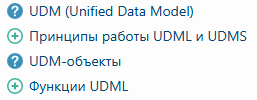 UDM (Unified Data Model)
Принципы работы UDML и UDMS
UDM-объекты
Функции UDML